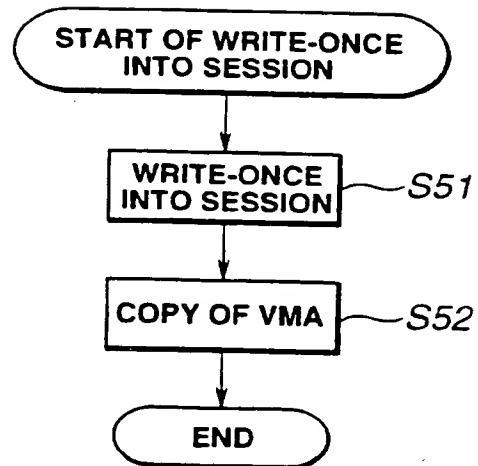 START OF WRITE-ONCE
INTO SESSION
WRITE-ONCE
INTO SESSION
S51
COPY OF VMA
S52
END